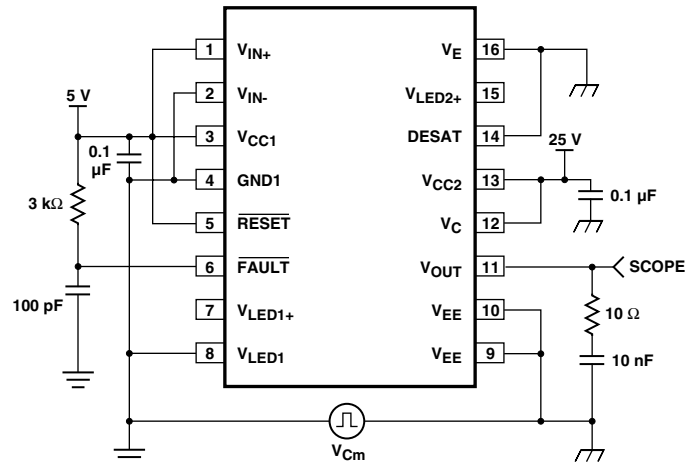 1 V_IN+ V_E 16
5 V 2 V_IN- V_LED2+ 15
0.1 µF 3 V_CC1 DESAT 14
25 V
4 GND1 V_CC2 13
3 kΩ 0.1 µF
5 RESET V_C 12
6 FAULT V_OUT 11 SCOPE
100 pF 7 V_LED1+ V_EE 10 10 Ω
8 V_LED1 V_EE 9 10 nF
V_Cm